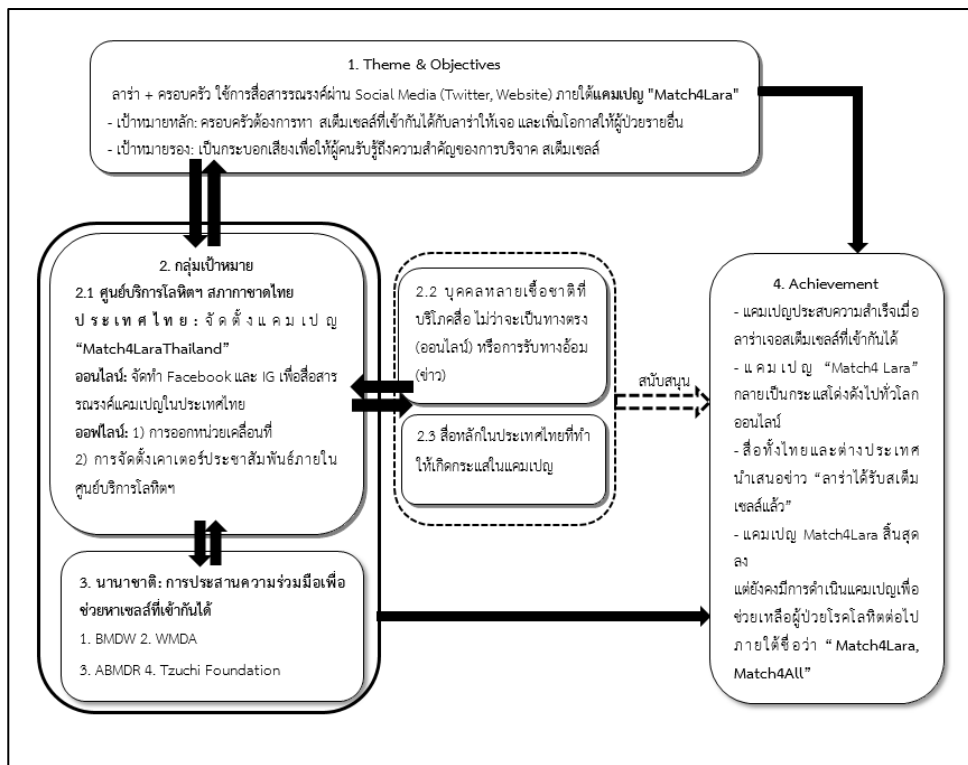 1. Theme & Objectives
ลาร่า + ครอบครัว ใช้การสื่อสารรณรงค์ผ่าน Social Media (Twitter, Website) ภายใต้แคมเปญ "Match4Lara"
- เป้าหมายหลัก: ครอบครัวต้องการหา สเต็มเซลล์ที่เข้ากันได้กับลาร่าให้เจอ และเพิ่มโอกาสให้ผู้ป่วยรายอื่น
- เป้าหมายรอง: เป็นกระบอกเสียงเพื่อให้ผู้คนรับรู้ถึงความสำคัญของการบริจาค สเต็มเซลล์
2. กลุ่มเป้าหมาย
2.1 ศูนย์บริการโลหิตฯ สภากาชาดไทย
ประเทศไทย : จัดตั้งแคมเปญ
“Match4LaraThailand”
ออนไลน์: จัดทำ Facebook และ IG เพื่อสื่อสาร
รณรงค์แคมเปญในประเทศไทย
ออฟไลน์: 1) การออกหน่วยเคลื่อนที่
2) การจัดตั้งเคาเตอร์ประชาสัมพันธ์ภายใน
ศูนย์บริการโลหิตฯ
2.2 บุคคลหลายเชื้อชาติที่
บริโภคสื่อ ไม่ว่าจะเป็นทางตรง
(ออนไลน์) หรือการรับทางอ้อม
(ข่าว)
2.3 สื่อหลักในประเทศไทยที่ทำ
ให้เกิดกระแสในแคมเปญ
สนับสนุน
3. นานาชาติ: การประสานความร่วมมือเพื่อ
ช่วยหาเซลล์ที่เข้ากันได้
1. BMDW 2. WMDA
3. ABMDR 4. Tzuchi Foundation
4. Achievement
- แคมเปญประสบความสำเร็จเมื่อ
ลาร่าเจอสเต็มเซลล์ที่เข้ากันได้
- แคมเปญ “Match4 Lara”
กลายเป็นกระแสโด่งดังไปทั่วโลก
ออนไลน์
- สื่อทั้งไทยและต่างประเทศ
นำเสนอข่าว “ลาร่าได้รับสเต็ม
เซลล์แล้ว”
- แคมเปญ Match4Lara สิ้นสุด
ลง
แต่ยังคงมีการดำเนินแคมเปญเพื่อ
ช่วยเหลือผู้ป่วยโรคโลหิตต่อไป
ภายใต้ชื่อว่า “ Match4Lara,
Match4All”